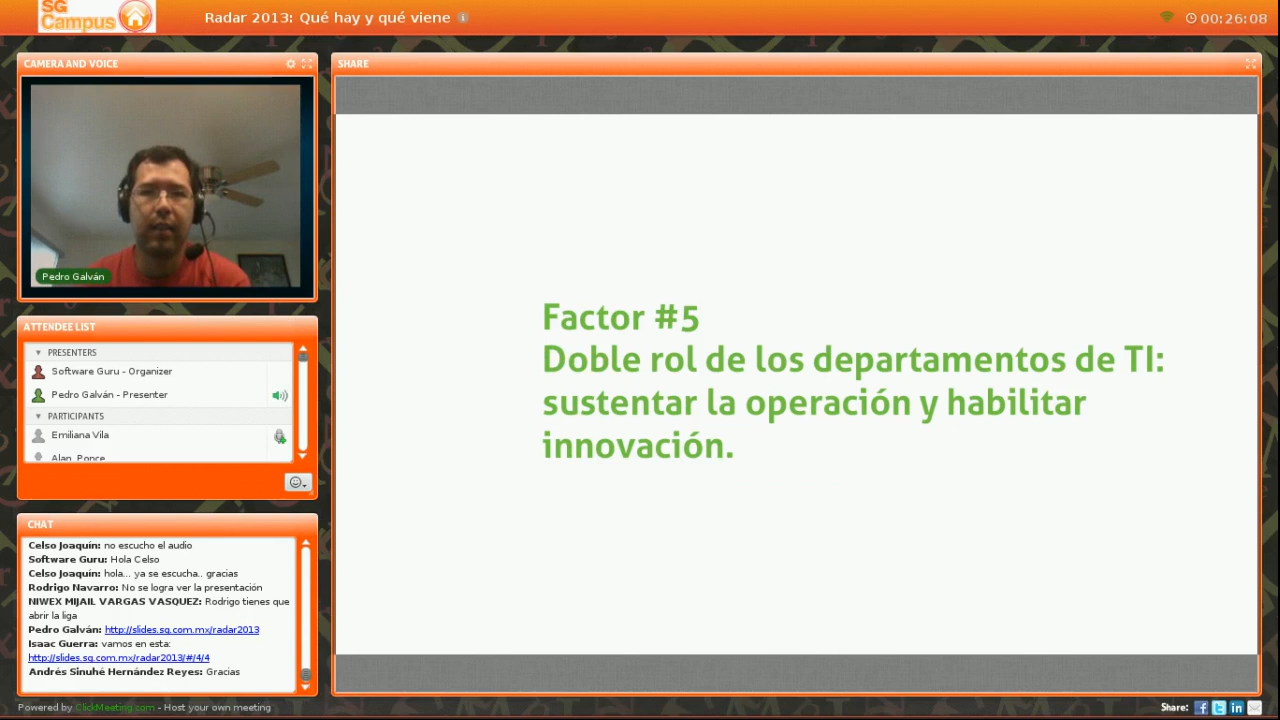 SG
Campus
Radar 2013: Qué hay y qué viene
00:26:08
CAMERA AND VOICE
Pedro Galván
ATTENDEE LIST
PRESENTERS
Software Guru - Organizer
Pedro Galván - Presenter
PARTICIPANTS
Emiliana Vila
Alan Ponce
CHAT
Celso Joaquín: no escucho el audio
Software Guru: Hola Celso
Celso Joaquín: hola... ya se escucha.. gracias
Rodrigo Navarro: No se logra ver la presentación
NIWEX MIJAIL VARGAS VASQUEZ: Rodrigo tienes que
abrir la liga
Pedro Galván: http://slides.sg.com.mx/radar2013
Isaac Guerra: vamos en esta:
http://slides.sg.com.mx/radar2013/#/4/4
Andrés Sinuhé Hernández Reyes: Gracias
SHARE
Factor #5
Doble rol de los departamentos de TI:
sustentar la operación y habilitar
innovación.
Powered by ClickMeeting.com - Host your own meeting
Share: